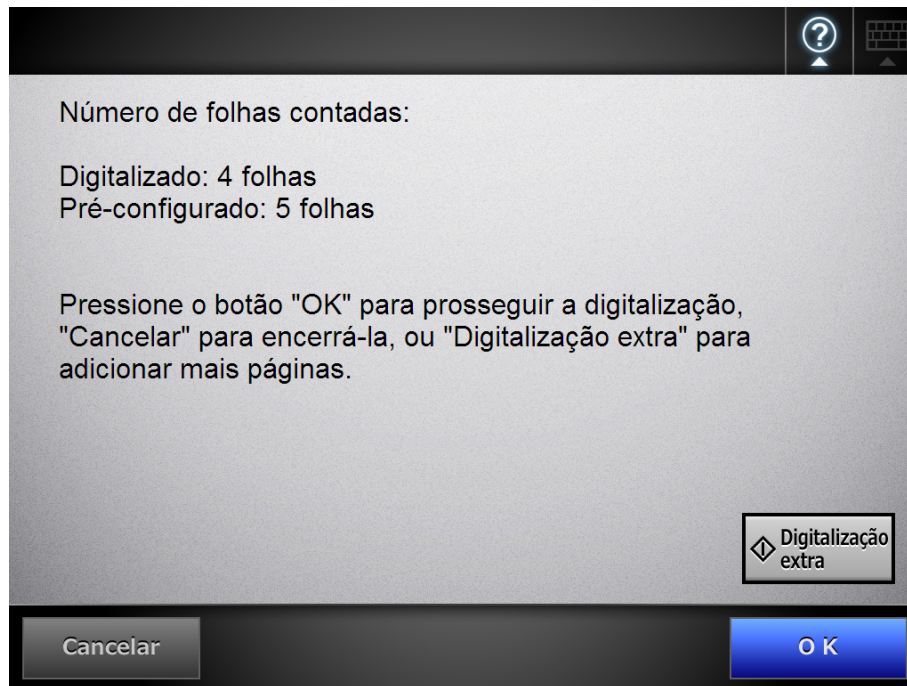 Número de folhas contadas:
Digitalizado: 4 folhas
Pré-configurado: 5 folhas
Pressione o botão "OK" para prosseguir a digitalização,
"Cancelar" para encerrá-la, ou "Digitalização extra" para
adicionar mais páginas.
Digitalização
extra
Cancelar
O K